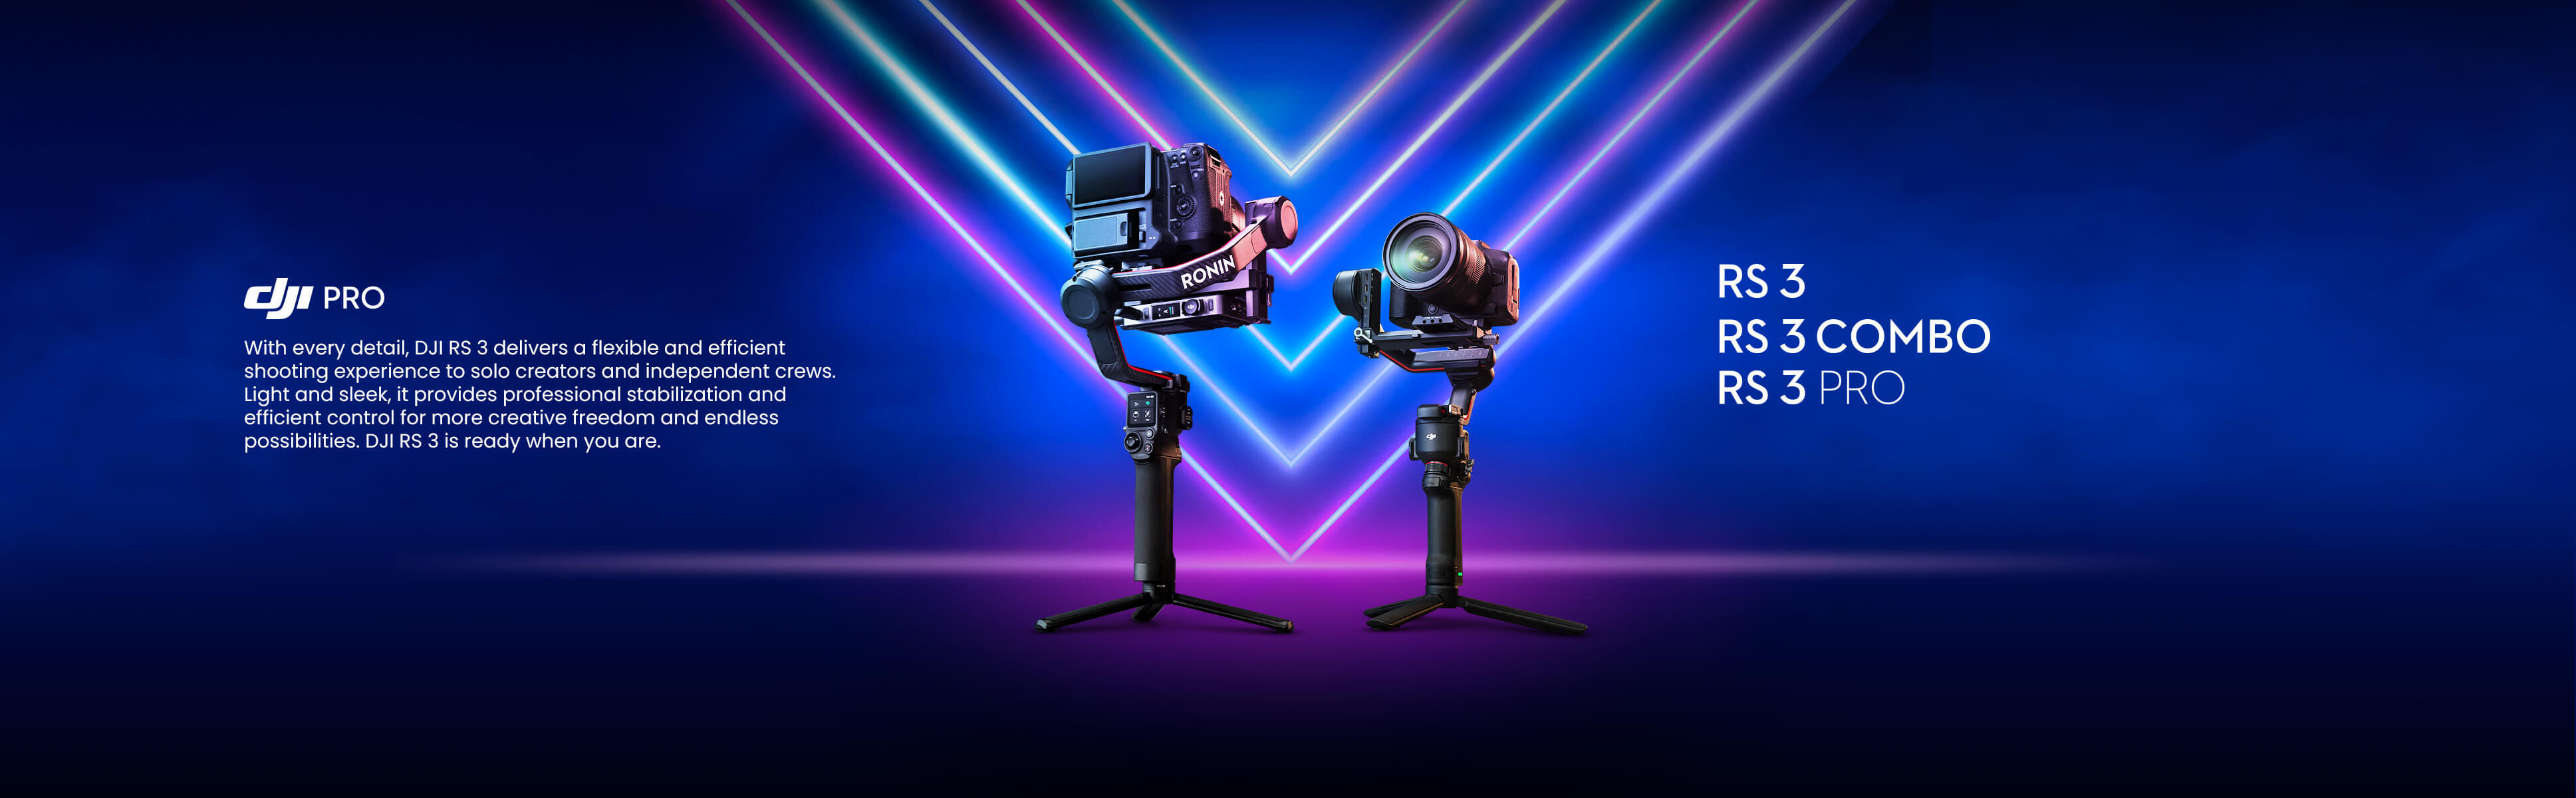 dji PRO
With every detail, DJI RS 3 delivers a flexible and efficient
shooting experience to solo creators and independent crews.
Light and sleek, it provides professional stabilization and
efficient control for more creative freedom and endless
possibilities. DJI RS 3 is ready when you are.
RONIN
dji
RS 3
RS 3 COMBO
RS 3 PRO